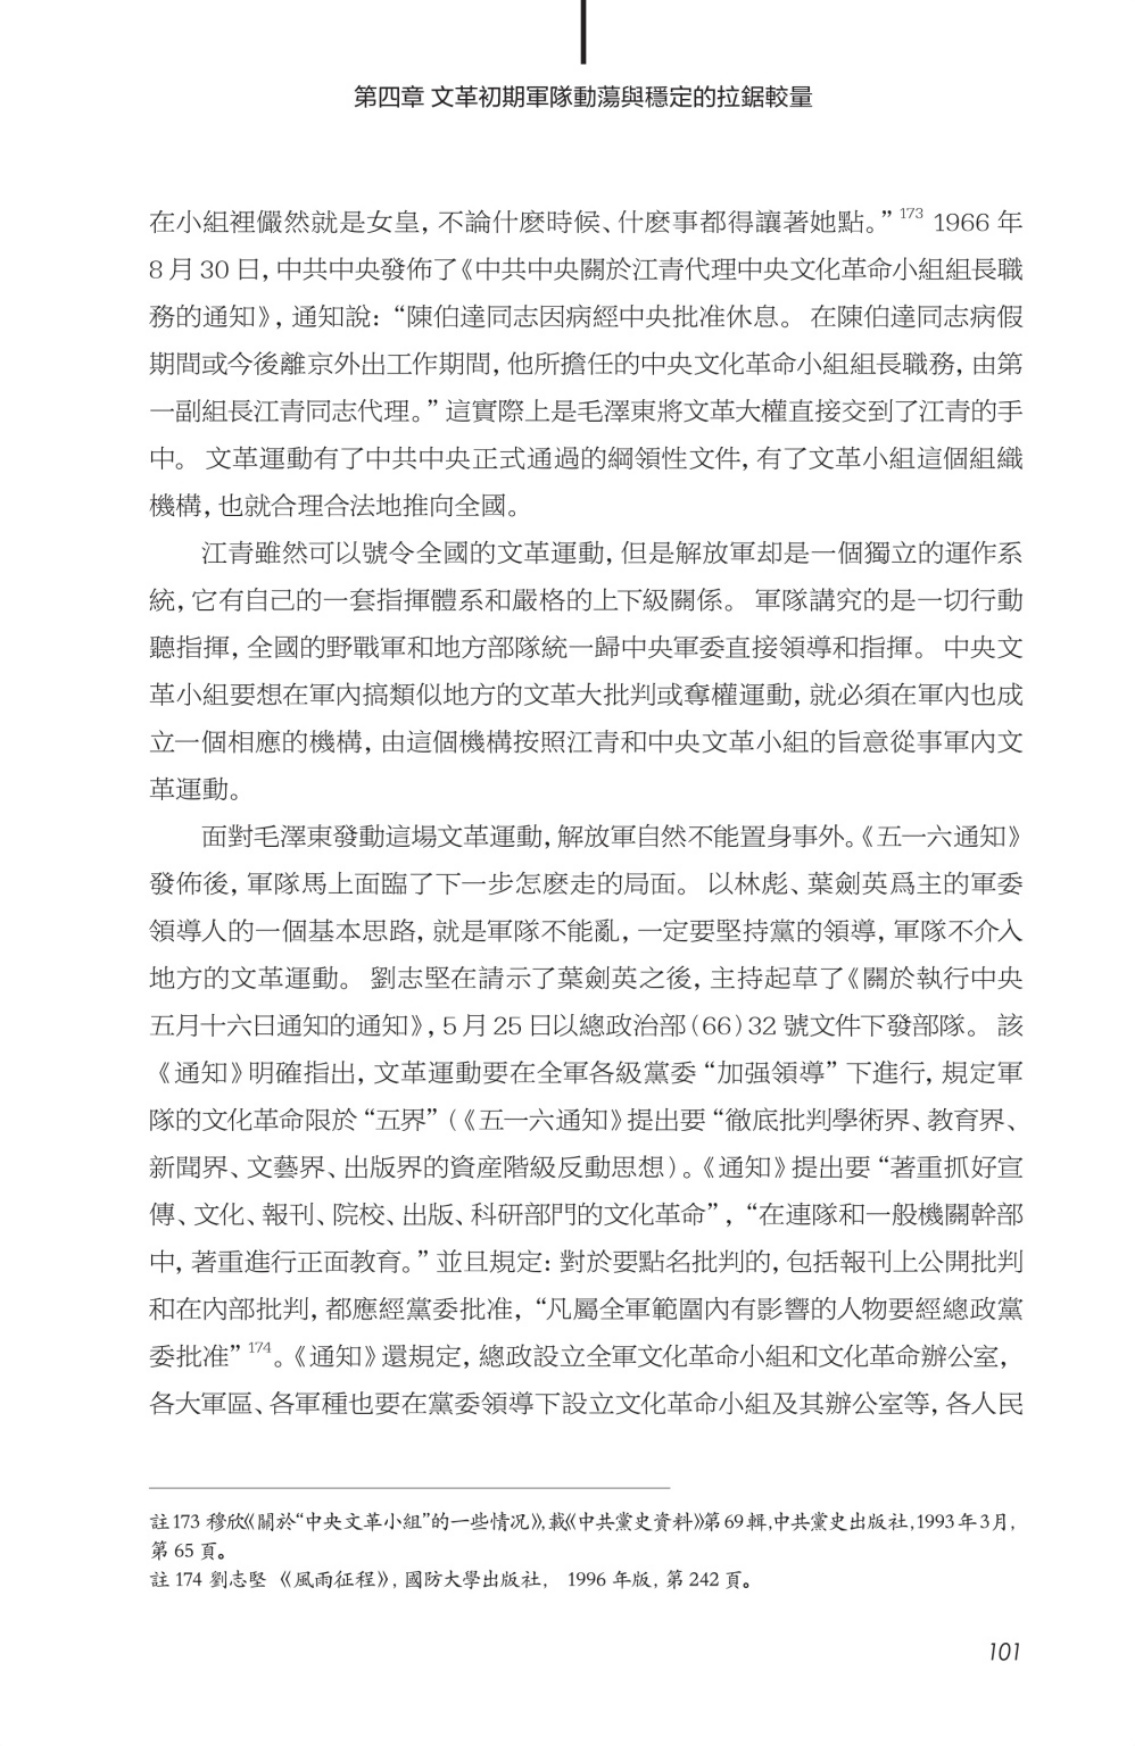 第四章 文革初期軍隊動蕩與穩定的拉鋸較量
在小組裡儼然就是女皇，不論什麽時候、什麽事都得讓著她點。”173 1966 年
8 月 30 日，中共中央發佈了《中共中央關於江青代理中央文化革命小組組長職
務的通知》，通知說：“陳伯達同志因病經中央批准休息。 在陳伯達同志病假
期間或今後離京外出工作期間，他所擔任的中央文化革命小組組長職務，由第
一副組長江青同志代理。”這實際上是毛澤東將文革大權直接交到了江青的手
中。 文革運動有了中共中央正式通過的綱領性文件，有了文革小組這個組織
機構，也就合理合法地推向全國。
江青雖然可以號令全國的文革運動，但是解放軍却是一個獨立的運作系
統，它有自己的一套指揮體系和嚴格的上下級關係。 軍隊講究的是一切行動
聽指揮，全國的野戰軍和地方部隊統一歸中央軍委直接領導和指揮。 中央文
革小組要想在軍內搞類似地方的文革大批判或奪權運動，就必須在軍內也成
立一個相應的機構，由這個機構按照江青和中央文革小組的旨意從事軍內文
革運動。
面對毛澤東發動這場文革運動，解放軍自然不能置身事外。《五一六通知》
發佈後，軍隊馬上面臨了下一步怎麽走的局面。 以林彪、葉劍英爲主的軍委
領導人的一個基本思路，就是軍隊不能亂，一定要堅持黨的領導，軍隊不介入
地方的文革運動。 劉志堅在請示了葉劍英之後，主持起草了《關於執行中央
五月十六日通知的通知》，5 月 25 日以總政治部(66)32 號文件下發部隊。 該
《通知》明確指出，文革運動要在全軍各級黨委“加强領導”下進行，規定軍
隊的文化革命限於“五界”（《五一六通知》提出要“徹底批判學術界、教育界、
新聞界、文藝界、出版界的資産階級反動思想）。《通知》提出要“著重抓好宣
傳、文化、報刊、院校、出版、科研部門的文化革命”，“在連隊和一般機關幹部
中，著重進行正面教育。”並且規定：對於要點名批判的，包括報刊上公開批判
和在內部批判，都應經黨委批准，“凡屬全軍範圍內有影響的人物要經總政黨
委批准”174。《通知》還規定，總政設立全軍文化革命小組和文化革命辦公室，
各大軍區、各軍種也要在黨委領導下設立文化革命小組及其辦公室等，各人民
註 173 穆欣《關於“中央文革小組”的一些情况》，載《中共黨史資料》第 69 輯，中共黨史出版社，1993 年 3 月，
第 65 頁。
註 174 劉志堅 《風雨征程》，國防大學出版社， 1996 年版，第 242 頁。
101